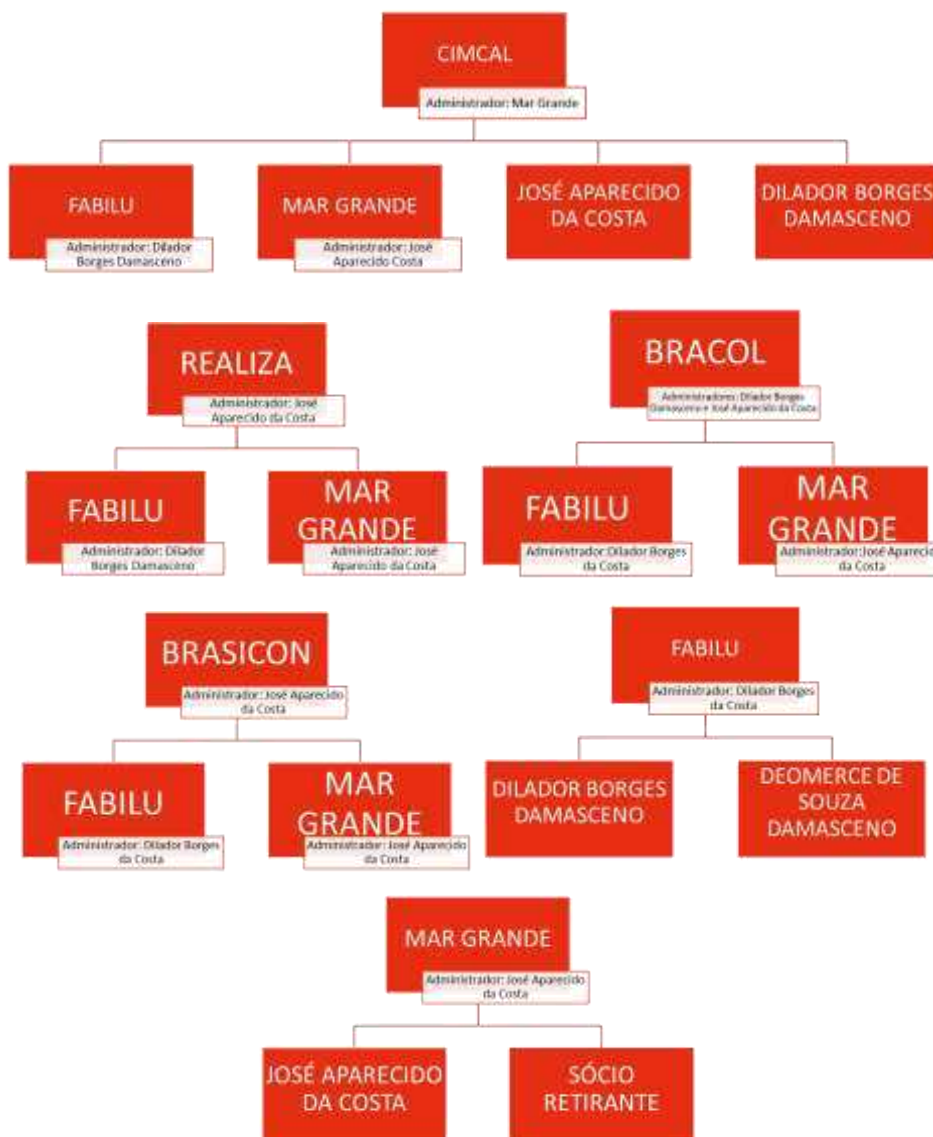 CIMCAL
Administrador: Mar Grande
FABILU
Administrador: Dilador
Borges Damasceno
MAR GRANDE
Administrador: José
Aparecido Costa
JOSÉ APARECIDO
DA COSTA
DILADOR BORGES
DAMASCENO
REALIZA
Administrador: José
Aparecido da Costa
FABILU
Administrador: Dilador
Borges Damasceno
MAR
GRANDE
Administrador: José
Aparecido da Costa
BRACOL
Administradores: Dilador Borges
Damasceno e José Aparecido da Costa
FABILU
Administrador:Dilador Borges
da Costa
MAR
GRANDE
Administrador:José Aparecido
da Costa
BRASICON
Administrador: José Aparecido
da Costa
FABILU
Administrador: Dilador Borges
da Costa
MAR
GRANDE
Administrador: José Aparecido
da Costa
FABILU
Administrador: Dilador Borges
da Costa
DILADOR BORGES
DAMASCENO
DEOMERCE DE
SOUZA
DAMASCENO
MAR GRANDE
Administrador: José Aparecido
da Costa
JOSÉ APARECIDO
DA COSTA
SÓCIO
RETIRANTE